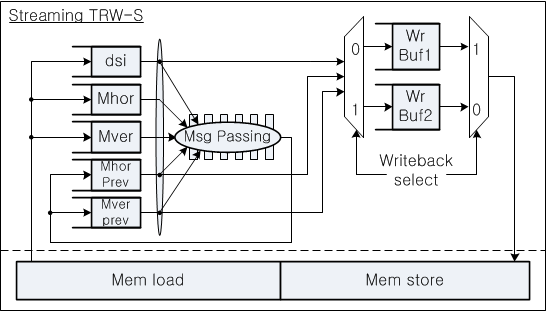 Streaming TRW-S
dsi
Mhor
Mver
Mhor
Prev
Mver
prev
Msg Passing
0
1
Wr
Buf1
Wr
Buf2
1
0
Writeback
select
Mem load
Mem store